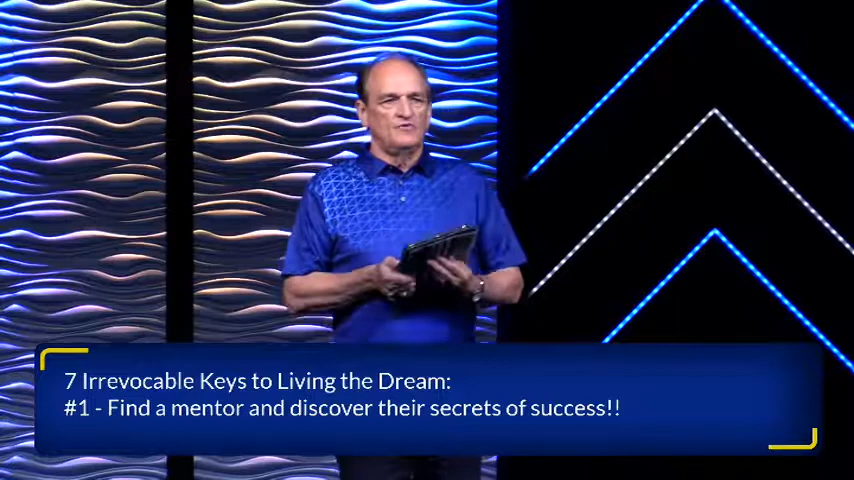 7 Irrevocable Keys to Living the Dream:
#1 - Find a mentor and discover their secrets of success!!